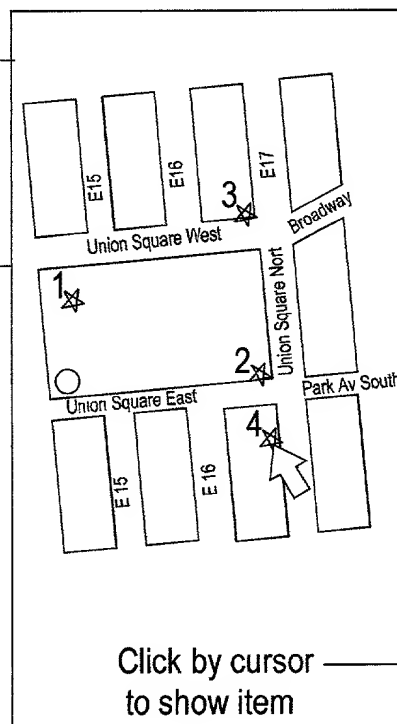 E15
E16
E17
3
Broadway
Union Square West
Union Square Nort
1
2
Park Av South
Union Square East
4
E 15
E 16
Click by cursor
to show item